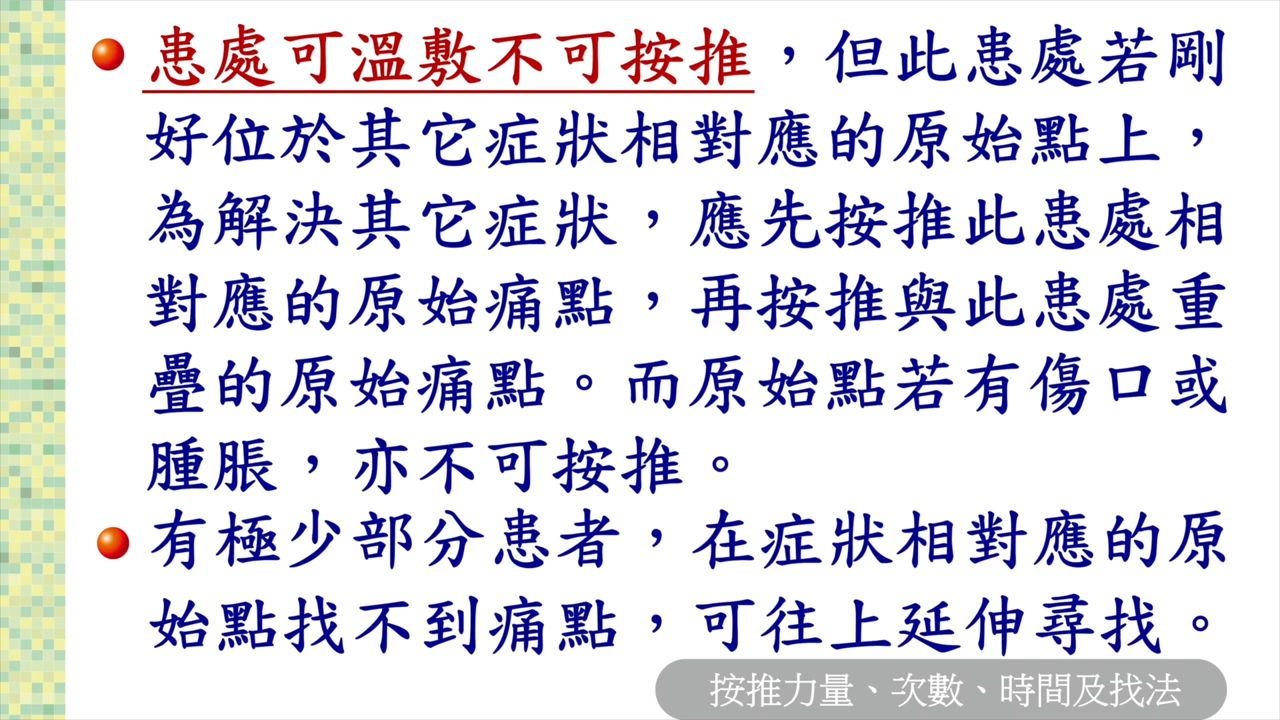 患處可溫敷不可按推，但此患處若剛
好位於其它症狀相對應的原始點上，
為解決其它症狀，應先按推此患處相
對應的原始痛點，再按推與此患處重
疊的原始痛點。而原始點若有傷口或
腫脹，亦不可按推。
有極少部分患者，在症狀相對應的原
始點找不到痛點，可往上延伸尋找。
按推力量、次數、時間及找法